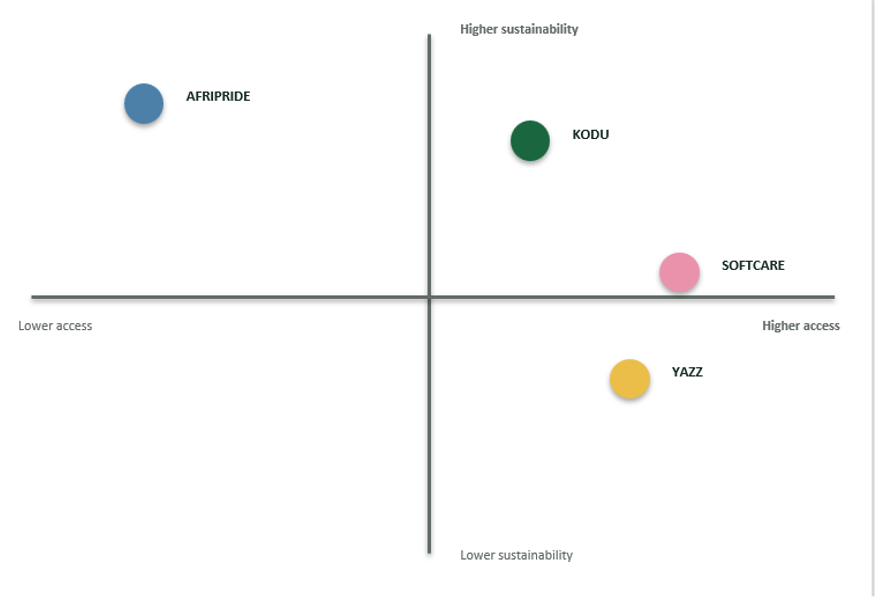 Higher sustainability
AFRIPRIDE
KODU
SOFTCARE
Lower access
Higher access
YAZZ
Lower sustainability